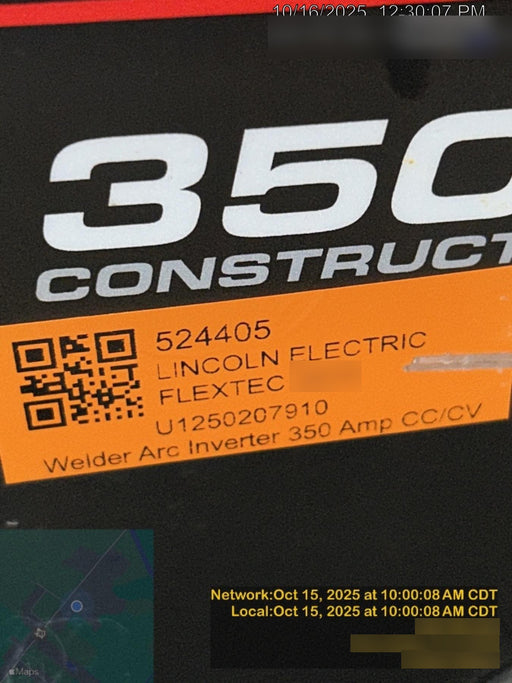 10/16/2025 12:30:07 PM
350
CONSTRUCT
524405
LINCOLN ELECTRIC
FLEXTEC
U1250207910
Welder Arc Inverter 350 Amp CC/CV
Network:Oct 15, 2025 at 10:00:08 AM CDT
Local:Oct 15, 2025 at 10:00:08 AM CDT
Maps